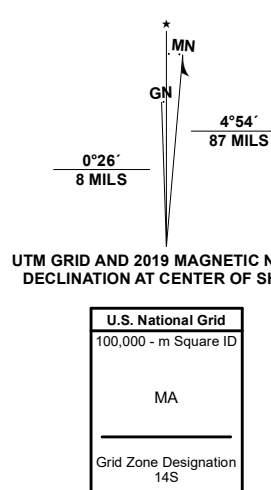 ★
MN
GN
4°54´
87 MILS
0°26´
8 MILS
UTM GRID AND 2019 MAGNETIC
DECLINATION AT CENTER OF
U.S. National Grid
100,000 - m Square ID
MA
Grid Zone Designation
14S